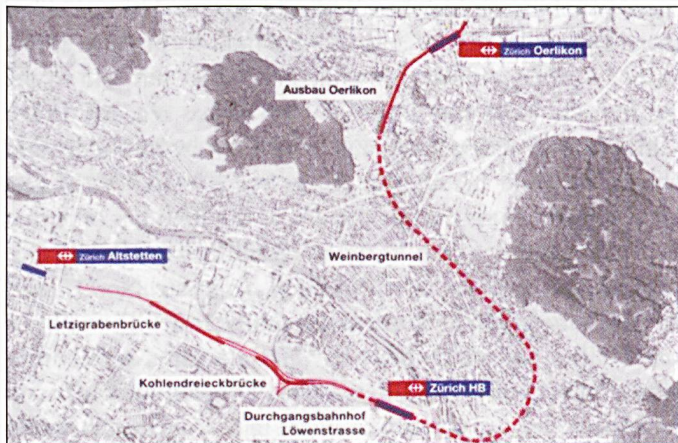 Zürich Oerlikon
Ausbau Oerlikon
Zürich Altstetten
Weinbergtunnel
Letzigrabenbrücke
Kohlendreieckbrücke
Zürich HB
Durchgangsbahnhof
Löwenstrasse